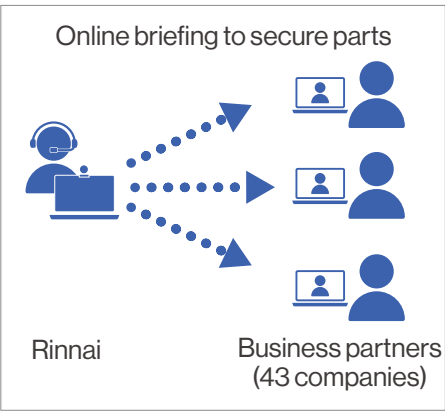 Online briefing to secure parts
Rinnai
Business partners
(43 companies)